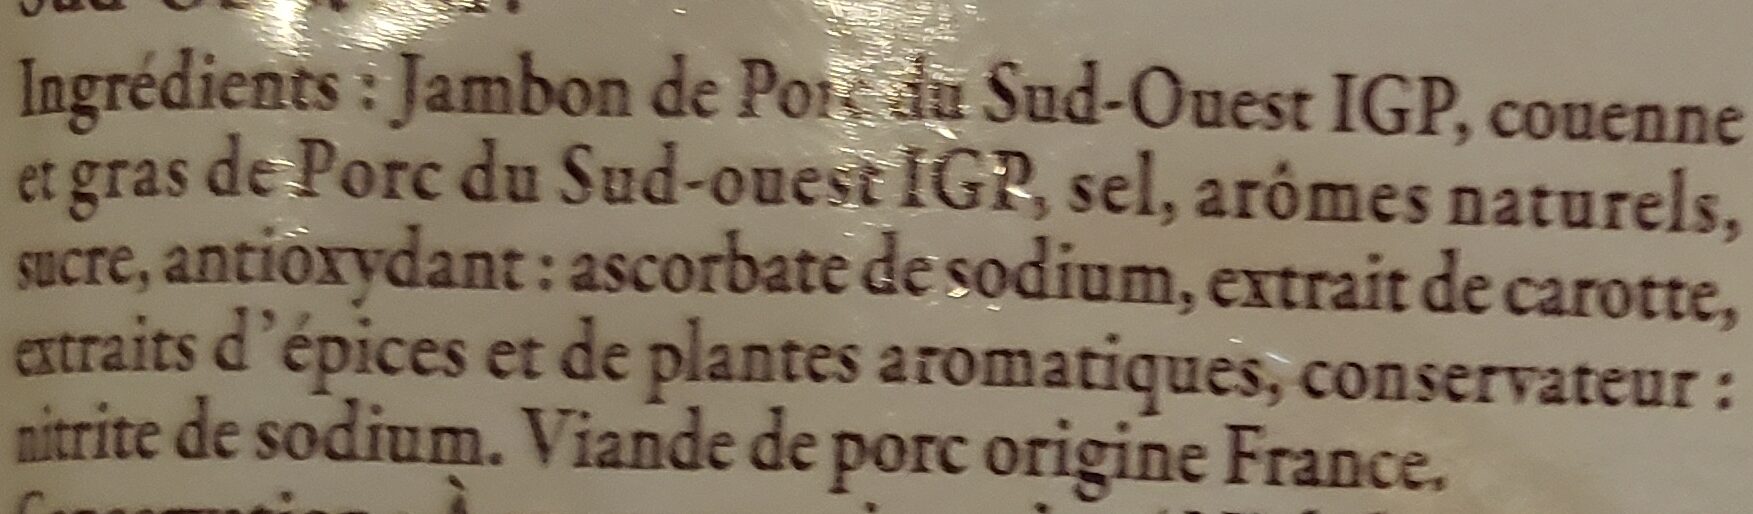 Ingrédients : Jambon de Porc du Sud-Ouest IGP, couenne
et gras de Porc du Sud-ouest IGP, sel, arômes naturels,
sucre, antioxydant : ascorbate de sodium, extrait de carotte,
extraits d'épices et de plantes aromatiques, conservateur :
nitrite de sodium. Viande de porc origine France.